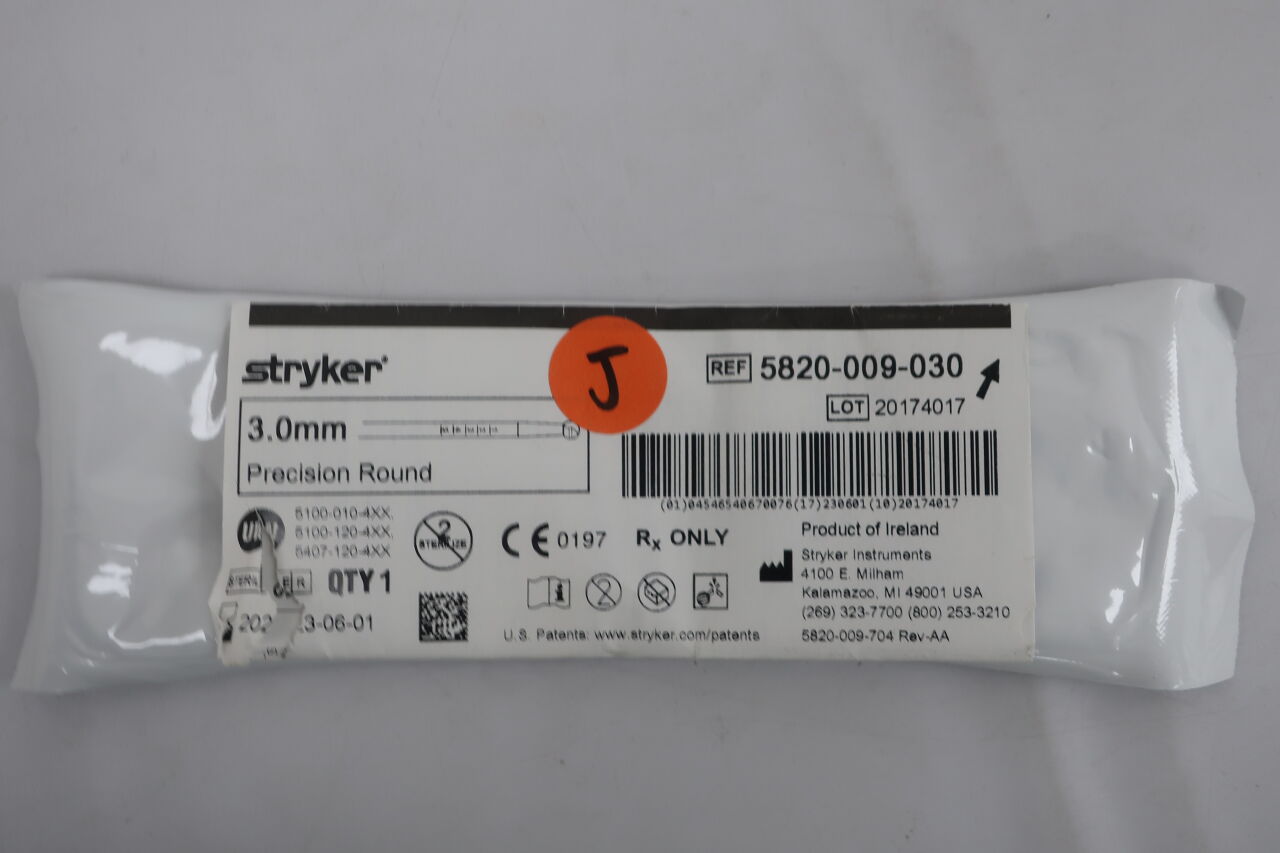 stryker
J
REF 5820-009-030
LOT 20174017
3.0mm
Precision Round
(01)04546540670076(17)230601(10)20174017
5100-010-4XX,
5100-120-4XX,
5407-120-4XX
2
STERILIZE
CE 0197
Rx ONLY
QTY 1
2
3-06-01
U.S. Patents: www.stryker.com/patents
Product of Ireland
Stryker Instruments
4100 E. Milham
Kalamazoo, MI 49001 USA
(269) 323-7700 (800) 253-3210
5820-009-704 Rev-AA